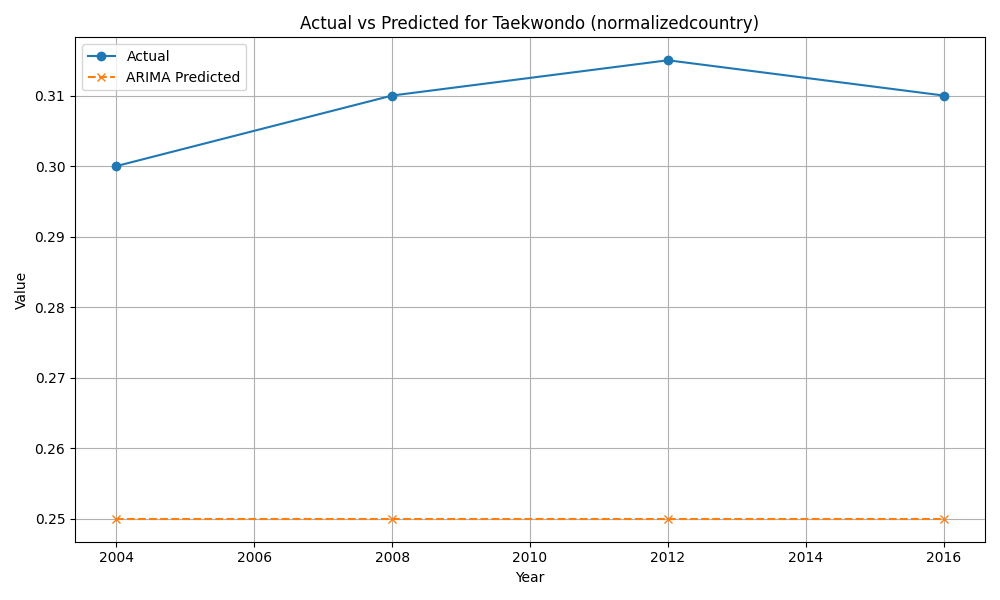 Actual vs Predicted for Taekwondo (normalizedcountry)
Actual
ARIMA Predicted
Value
0.31
0.30
0.29
0.28
0.27
0.26
0.25
2004 2006 2008 2010 2012 2014 2016
Year